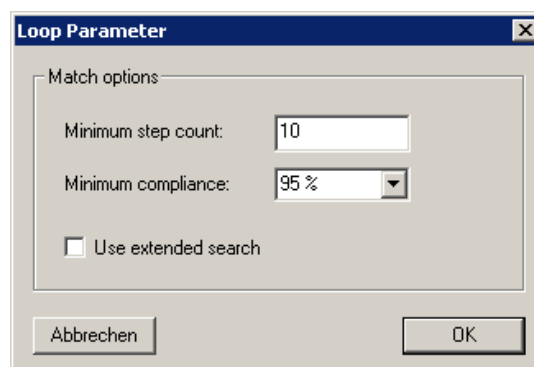 Loop Parameter
Match options
Minimum step count: 10
Minimum compliance: 95 %
Use extended search
Abbrechen OK